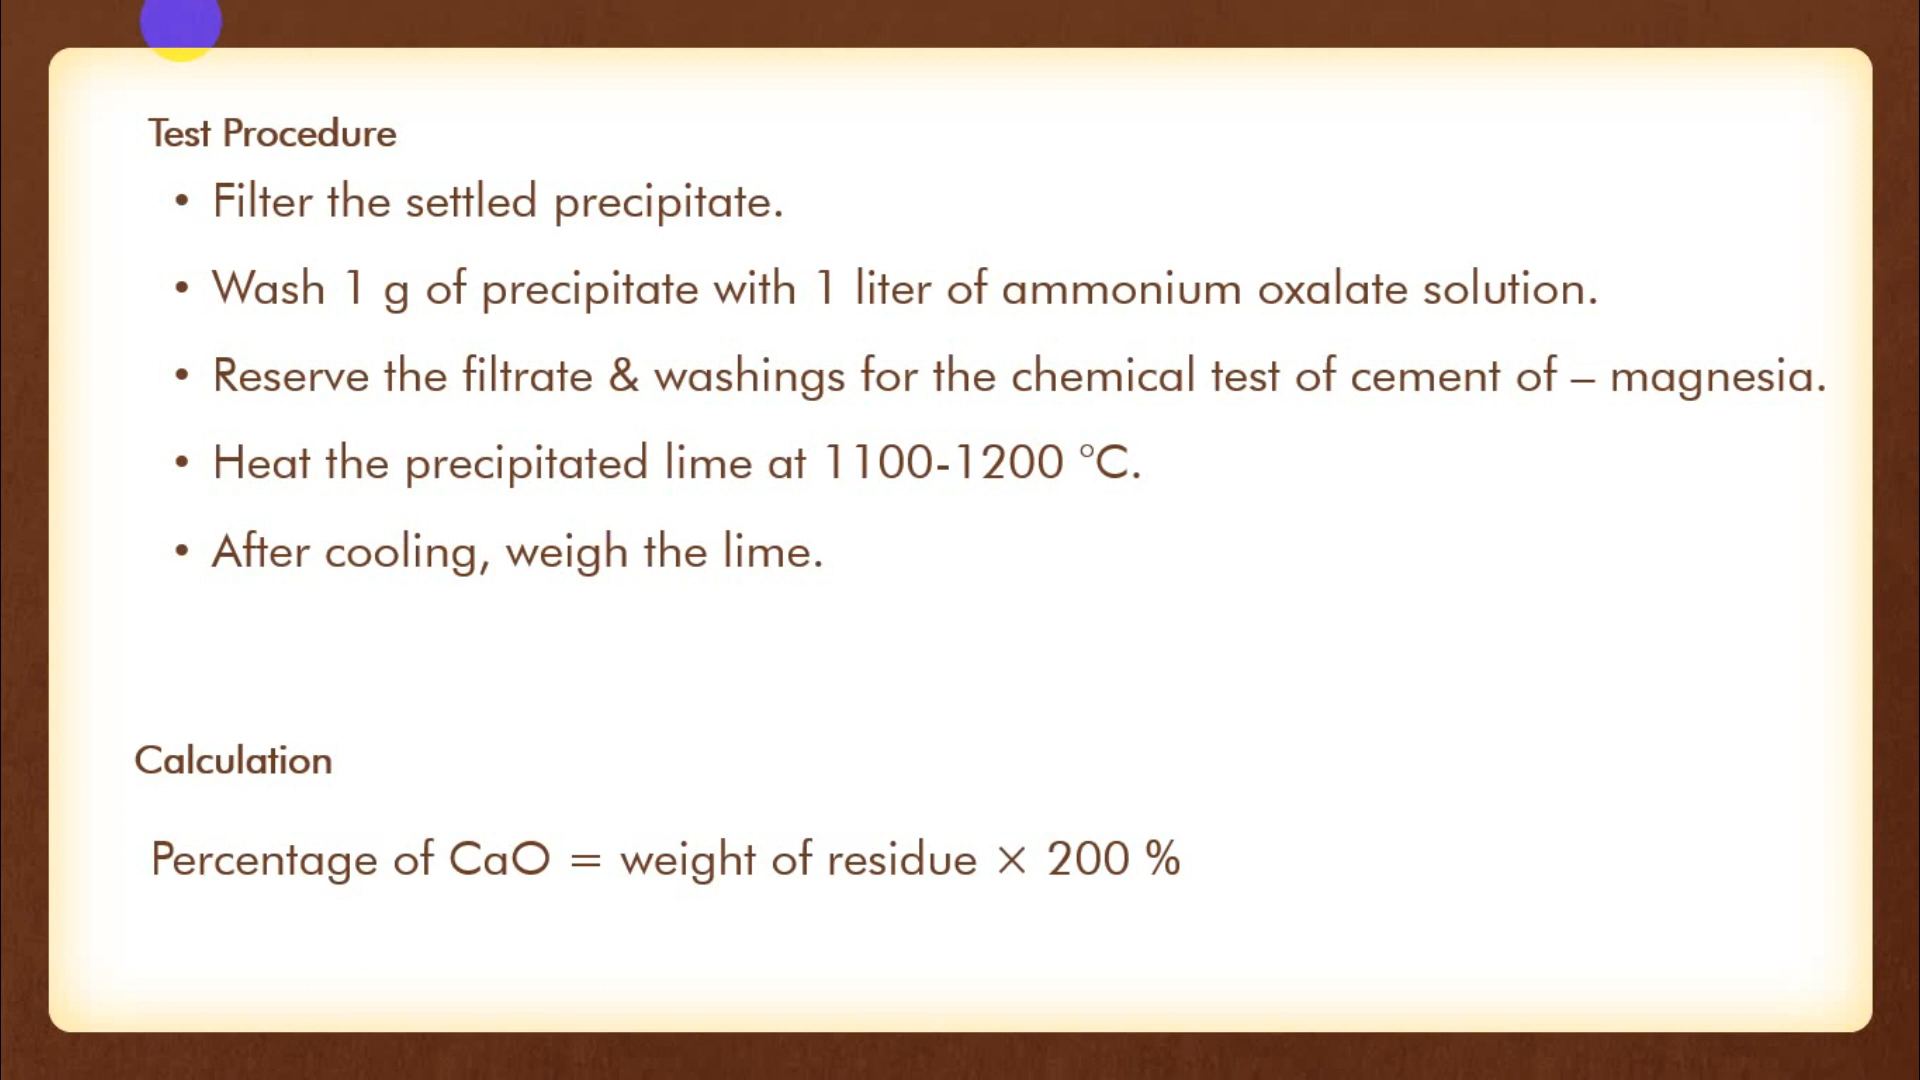 Test Procedure
• Filter the settled precipitate.
• Wash 1 g of precipitate with 1 liter of ammonium oxalate solution.
• Reserve the filtrate & washings for the chemical test of cement of – magnesia.
• Heat the precipitated lime at 1100-1200 °C.
• After cooling, weigh the lime.
Calculation
Percentage of CaO = weight of residue × 200 %